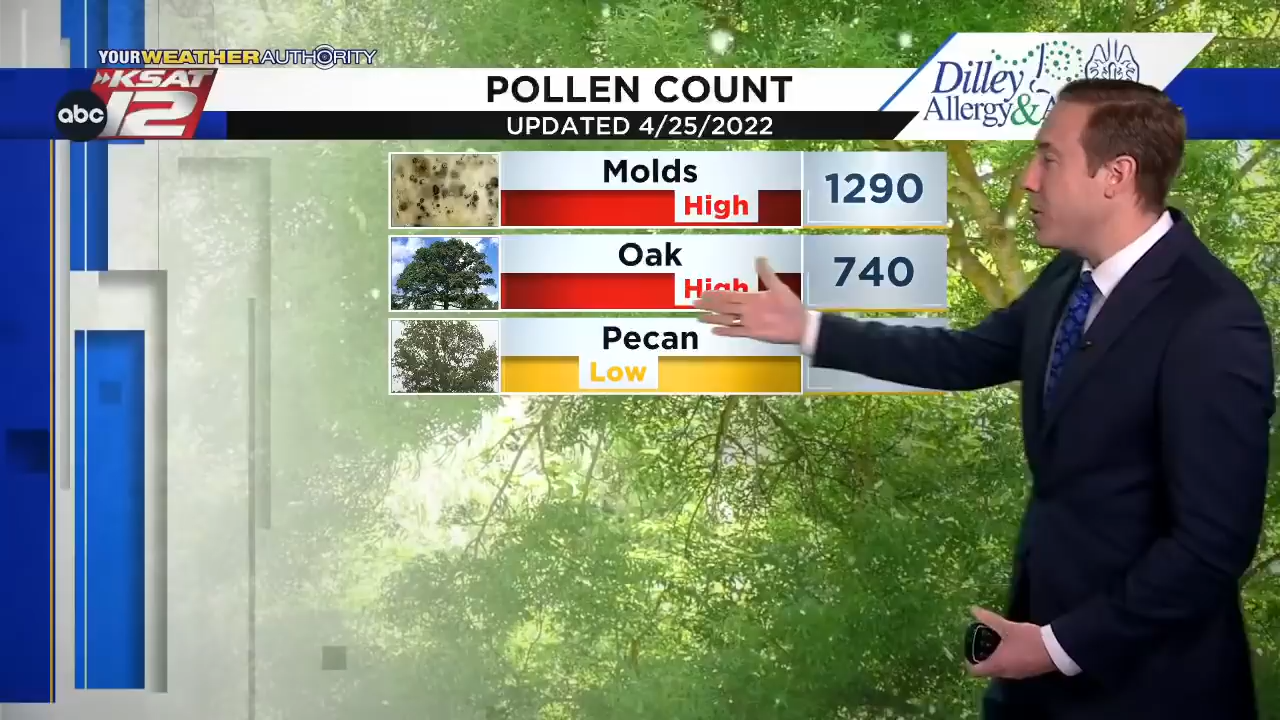 YOUR WEATHER AUTHORITY
KSAT
abc 12
POLLEN COUNT
UPDATED 4/25/2022
Dilley
Allergy &
Molds
High
1290
Oak
High
740
Pecan
Low